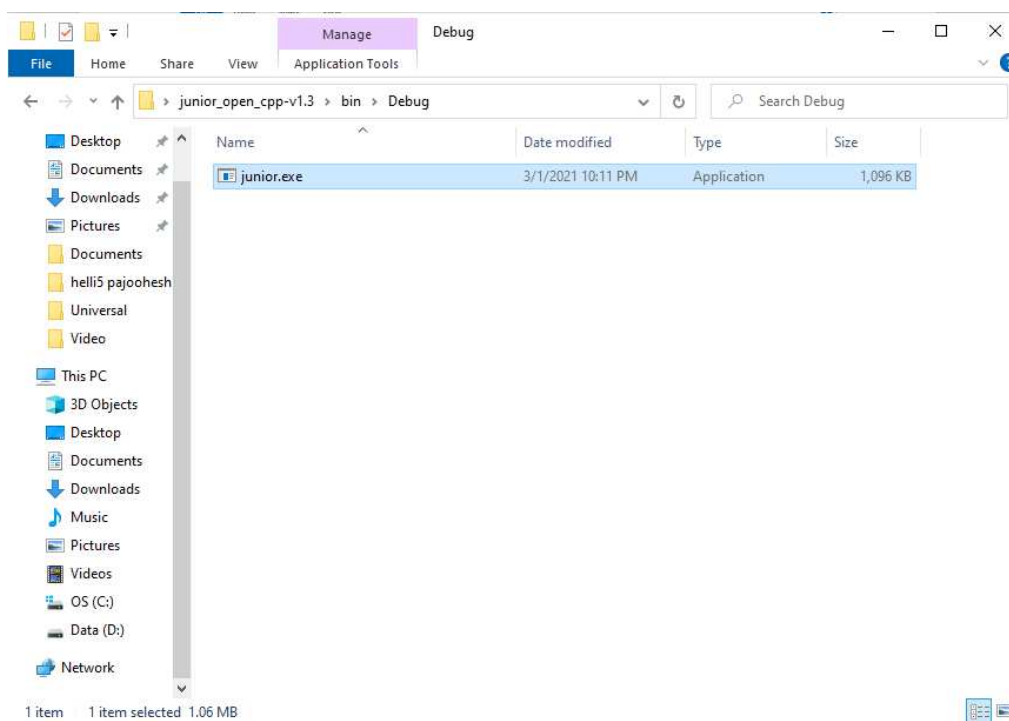 Manage
Debug
File
Home
Share
View
Application Tools
junior_open_cpp-v1.3 › bin › Debug
Search Debug
Name
Date modified
Type
Size
junior.exe
3/1/2021 10:11 PM
Application
1,096 KB
Desktop
Documents
Downloads
Pictures
Documents
helli5 pajoohesh
Universal
Video
This PC
3D Objects
Desktop
Documents
Downloads
Music
Pictures
Videos
OS (C:)
Data (D:)
Network
1 item
1 item selected 1.06 MB